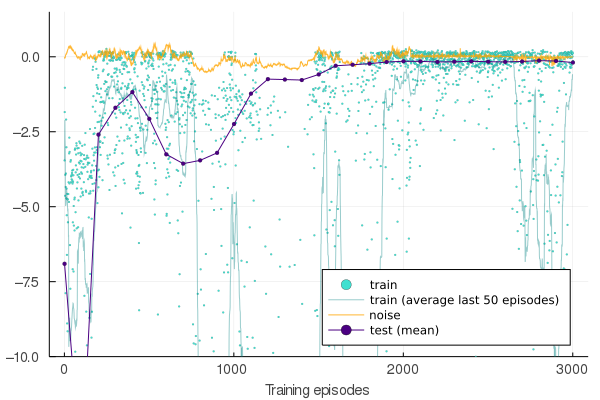 0.0
−2.5
−5.0
−7.5
−10.0
0
1000
2000
3000
Training episodes
train
train (average last 50 episodes)
noise
test (mean)